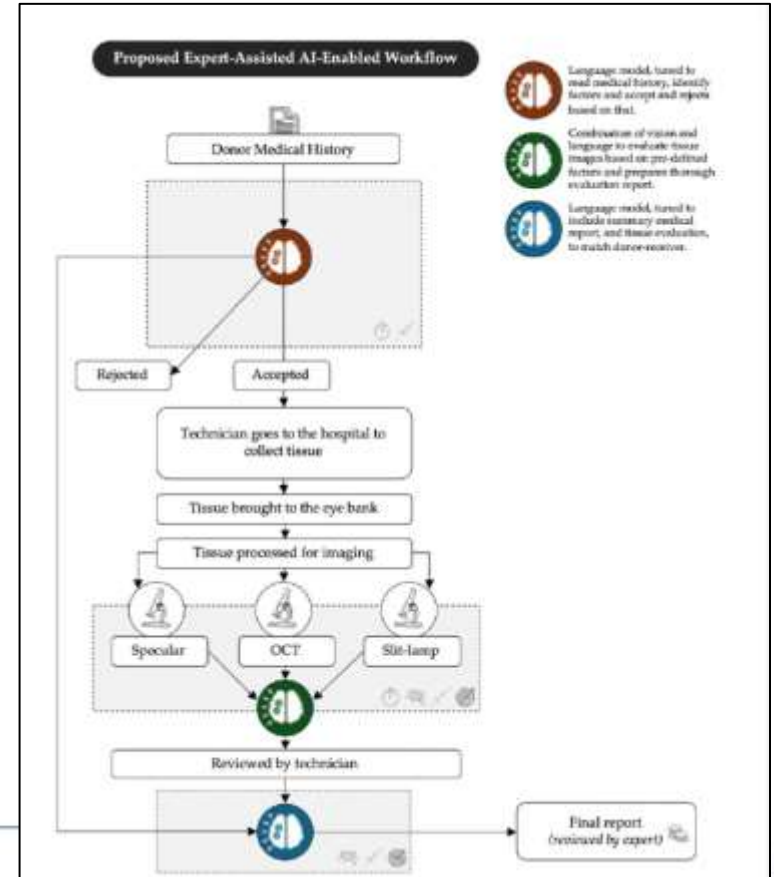 Proposed Expert-Assisted AI-Enabled Workflow
Language model, tuned to
read medical history, identify
factors and accept and rejects
based on that.
Combination of vision and
language to evaluate tissue
images based on pre-defined
factors and prepares thorough
evaluation report.
Language model, tuned to
include summary medical
report, and tissue evaluation,
to match donor-receiver.
Donor Medical History
Rejected
Accepted
Technician goes to the hospital to
collect tissue
Tissue brought to the eye bank
Tissue processed for imaging
Specular
OCT
Slit-lamp
Reviewed by technician
Final report
(reviewed by expert)